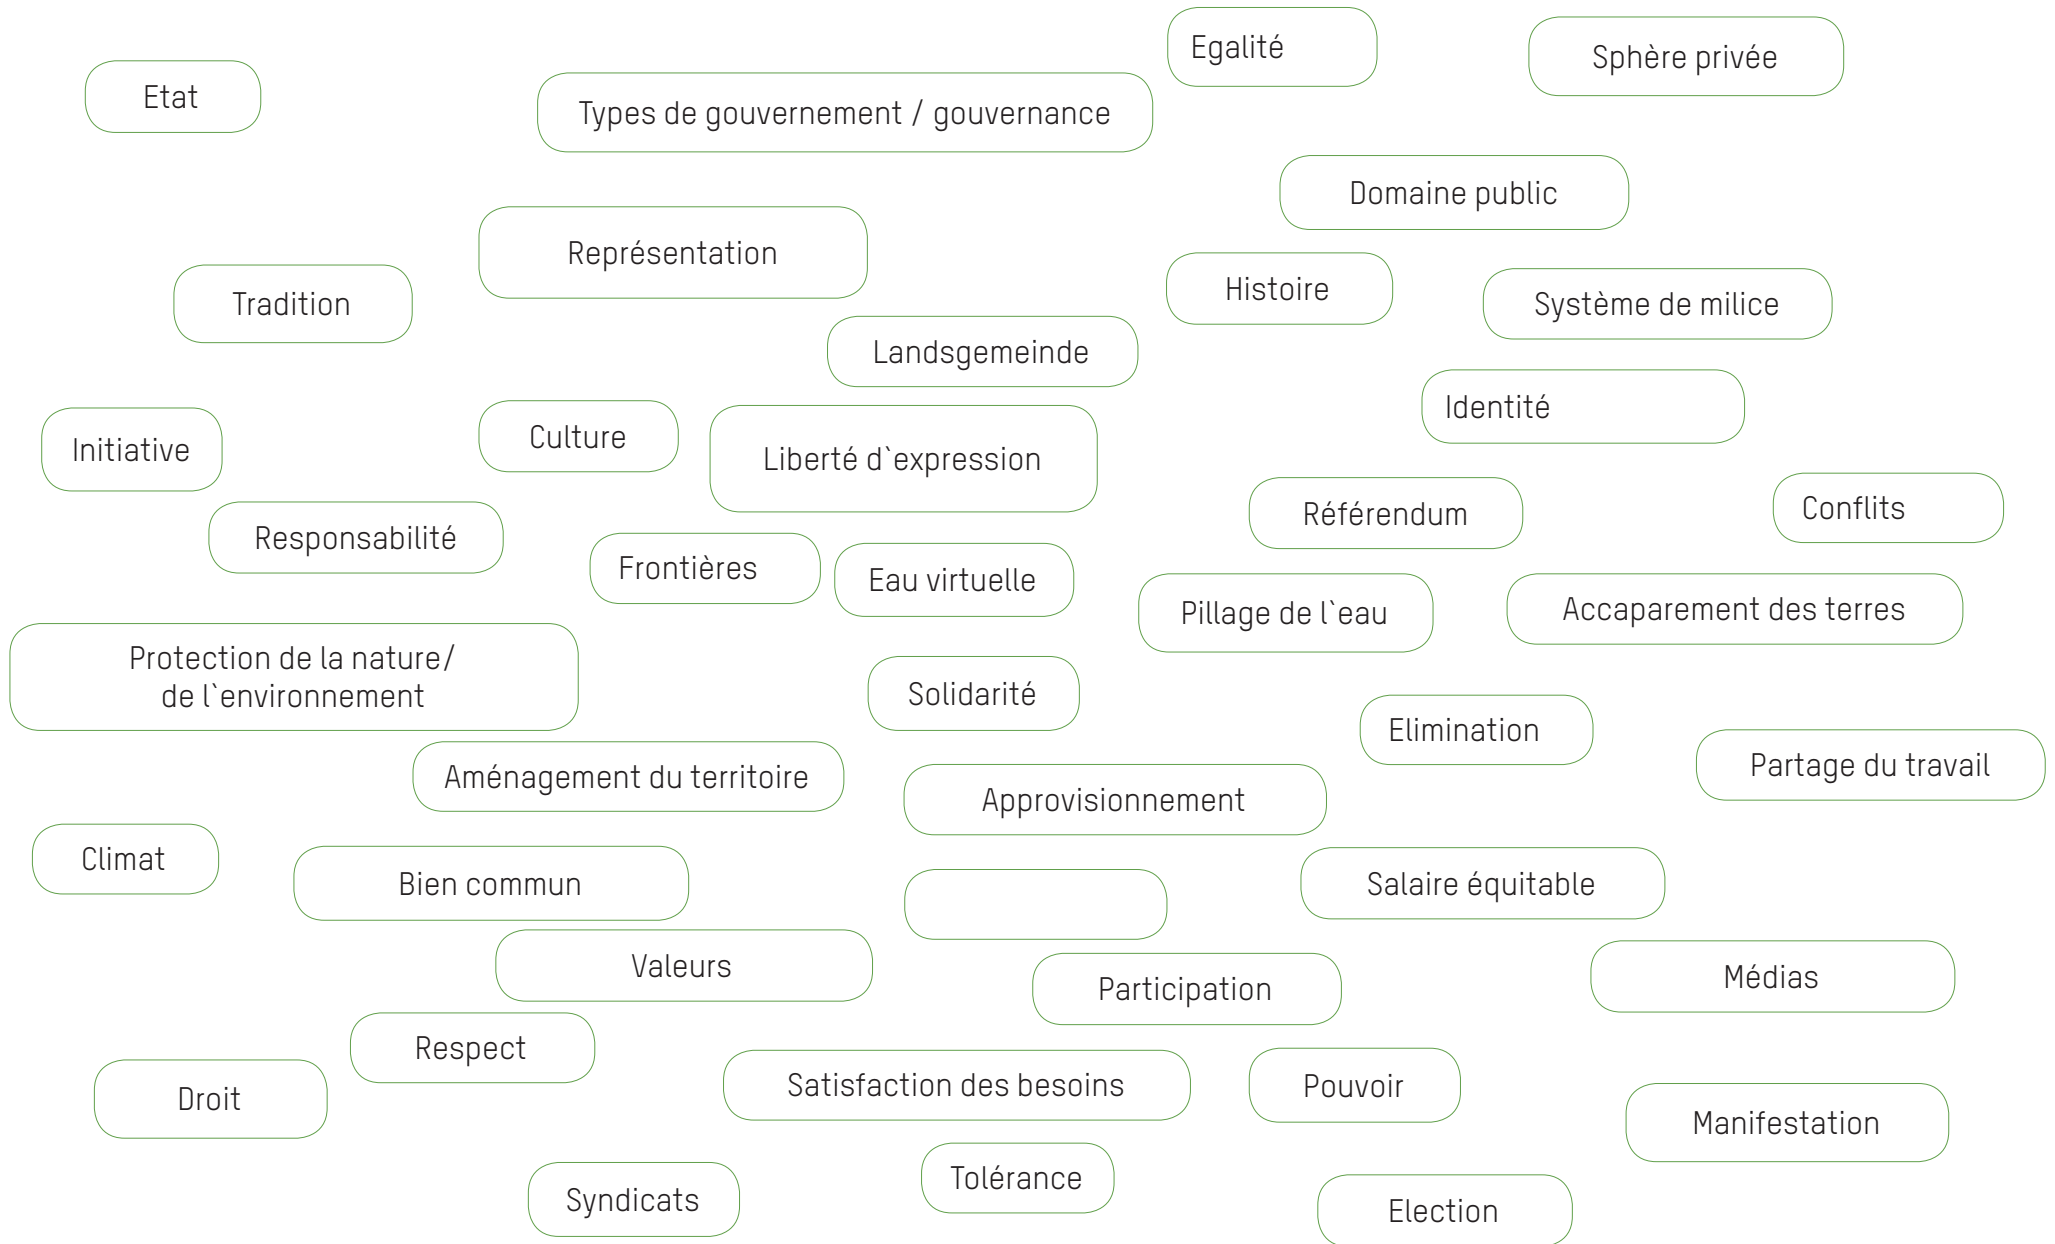 Egalité
Sphère privée
Etat
Types de gouvernement / gouvernance
Domaine public
Représentation
Histoire
Tradition
Système de milice
Landsgemeinde
Identité
Culture
Initiative
Liberté d`expression
Conflits
Référendum
Responsabilité
Frontières
Eau virtuelle
Pillage de l`eau
Accaparement des terres
Protection de la nature/
de l`environnement
Solidarité
Elimination
Partage du travail
Aménagement du territoire
Approvisionnement
Climat
Bien commun
Salaire équitable
Valeurs
Médias
Participation
Respect
Satisfaction des besoins
Pouvoir
Droit
Manifestation
Tolérance
Syndicats
Election